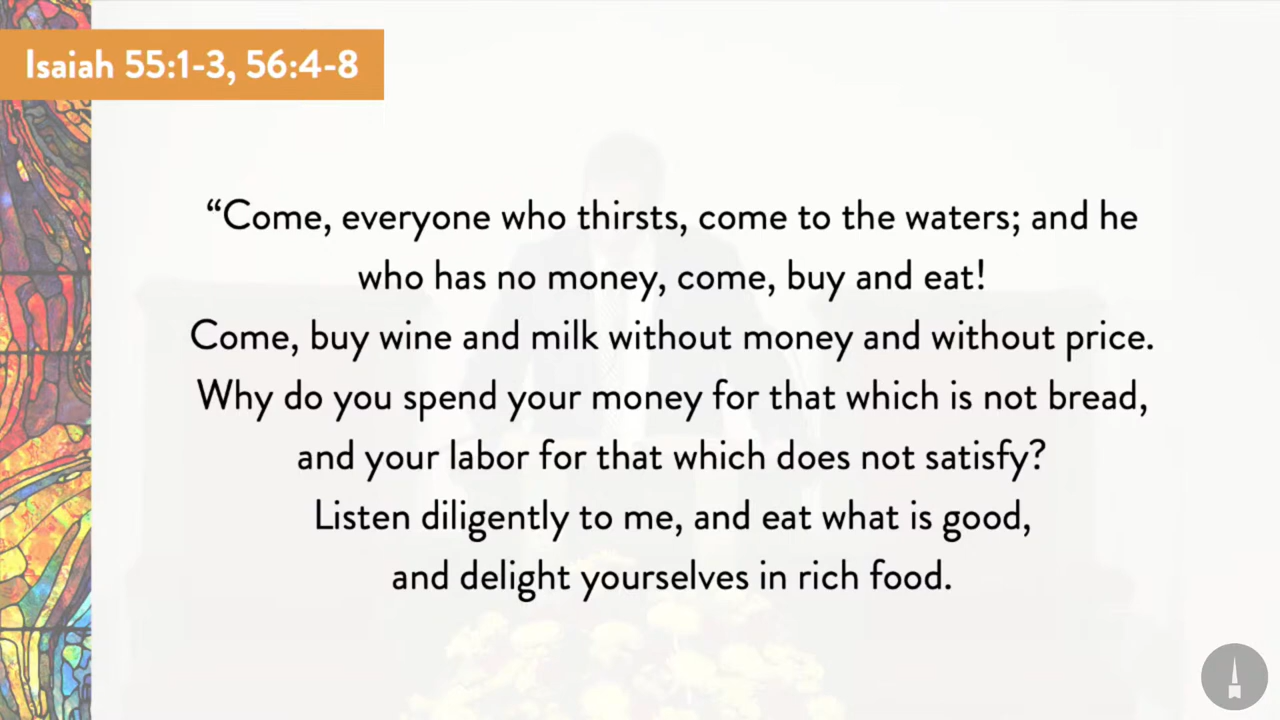 Isaiah 55:1-3, 56:4-8
“Come, everyone who thirsts, come to the waters; and he
who has no money, come, buy and eat!
Come, buy wine and milk without money and without price.
Why do you spend your money for that which is not bread,
and your labor for that which does not satisfy?
Listen diligently to me, and eat what is good,
and delight yourselves in rich food.